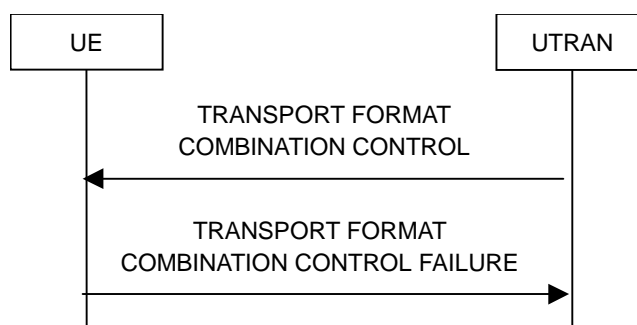 UE
UTRAN
TRANSPORT FORMAT
COMBINATION CONTROL
TRANSPORT FORMAT
COMBINATION CONTROL FAILURE